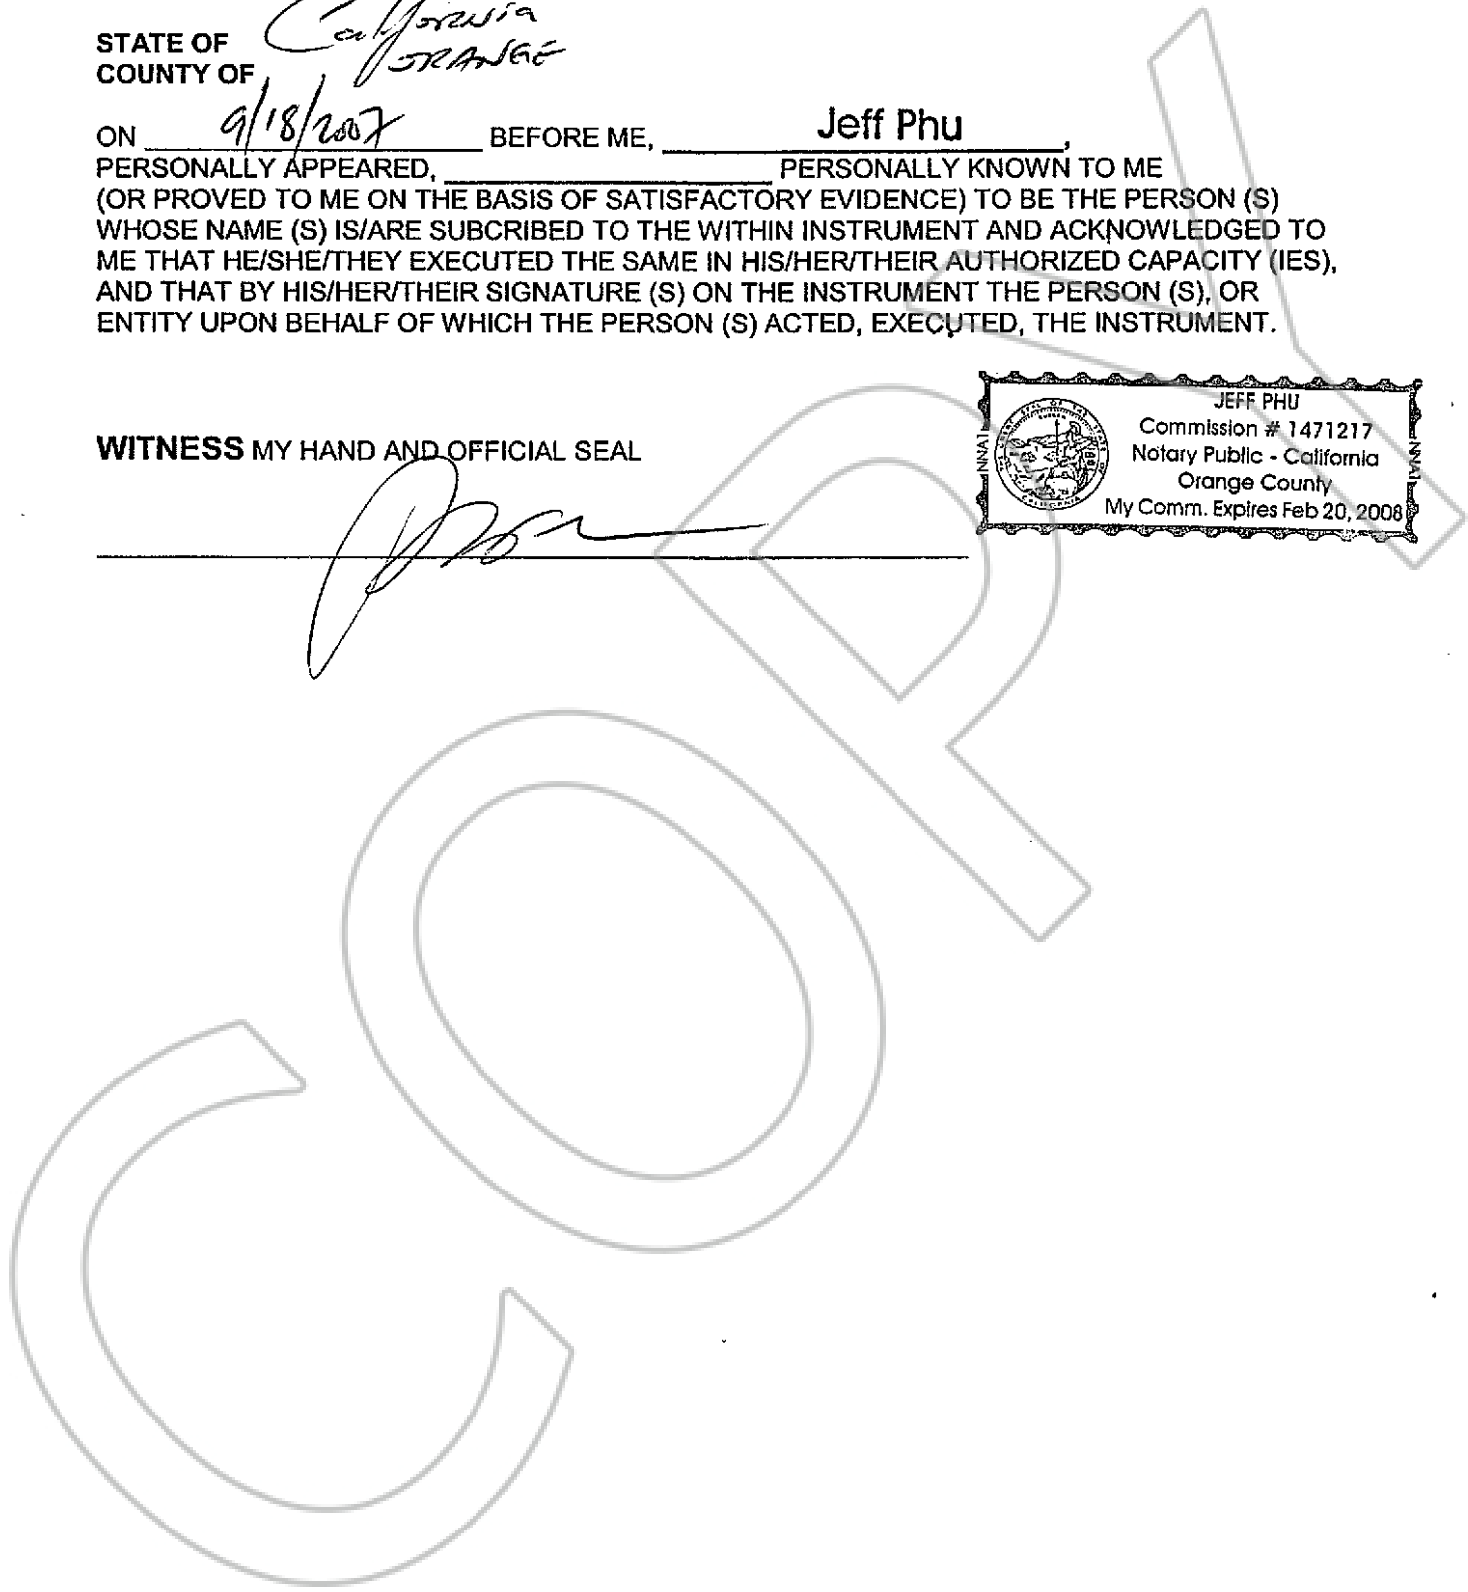 STATE OF California
COUNTY OF ORANGE
ON 9/18/2007 BEFORE ME, Jeff Phu,
PERSONALLY APPEARED, ____________ PERSONALLY KNOWN TO ME
(OR PROVED TO ME ON THE BASIS OF SATISFACTORY EVIDENCE) TO BE THE PERSON (S)
WHOSE NAME (S) IS/ARE SUBCRIBED TO THE WITHIN INSTRUMENT AND ACKNOWLEDGED TO
ME THAT HE/SHE/THEY EXECUTED THE SAME IN HIS/HER/THEIR AUTHORIZED CAPACITY (IES),
AND THAT BY HIS/HER/THEIR SIGNATURE (S) ON THE INSTRUMENT THE PERSON (S), OR
ENTITY UPON BEHALF OF WHICH THE PERSON (S) ACTED, EXECUTED, THE INSTRUMENT.
JEFF PHU
Commission # 1471217
Notary Public - California
Orange County
My Comm. Expires Feb 20, 2008
WITNESS MY HAND AND OFFICIAL SEAL
COPY